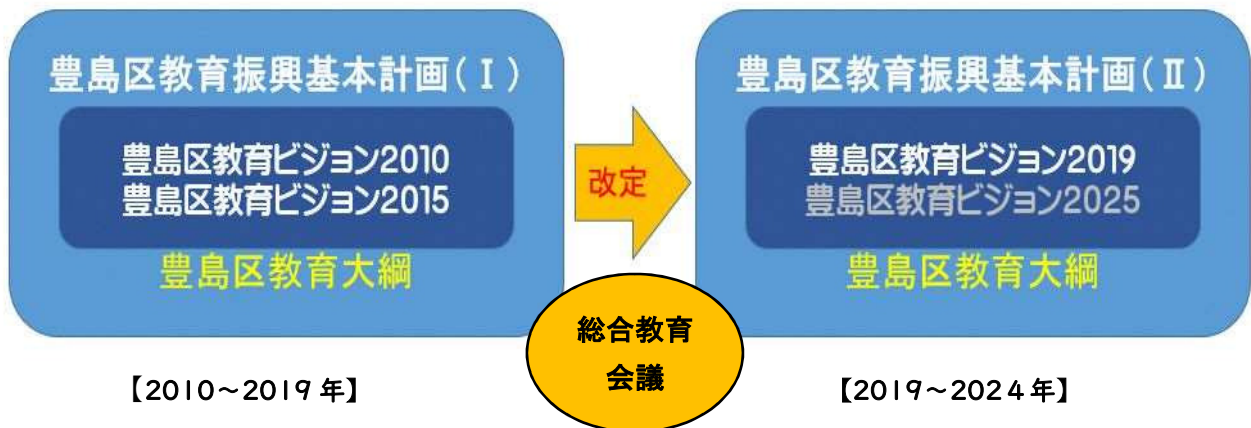 豊島区教育振興基本計画(Ⅰ)
豊島区教育ビジョン2010
豊島区教育ビジョン2015
豊島区教育大綱
【2010～2019年】
改定
総合教育
会議
豊島区教育振興基本計画(Ⅱ)
豊島区教育ビジョン2019
豊島区教育ビジョン2025
豊島区教育大綱
【2019～2024年】